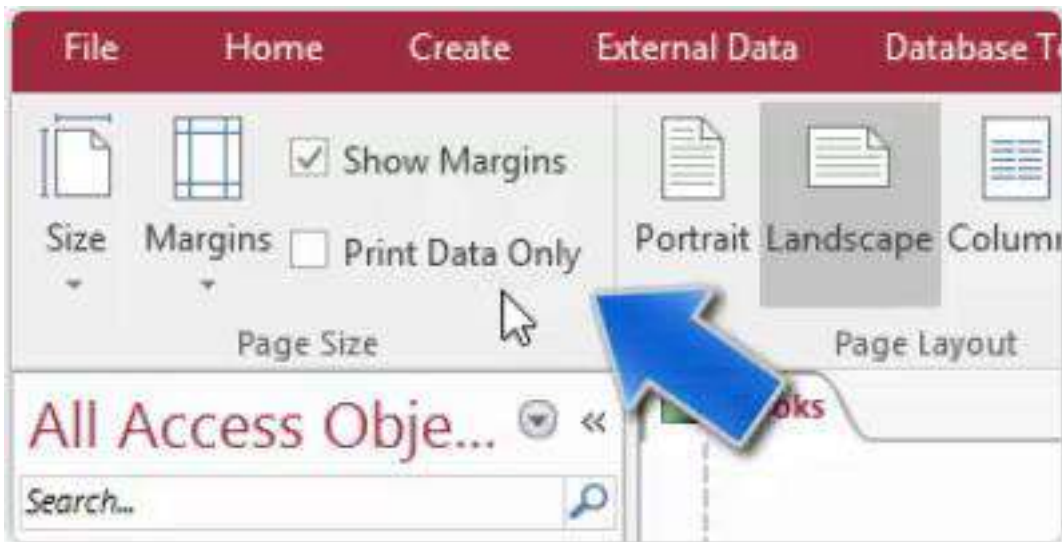 File Home Create External Data Database
Show Margins
Size Margins Print Data Only Portrait Landscape
Page Size Page Layout
All Access Obje... «
Search...